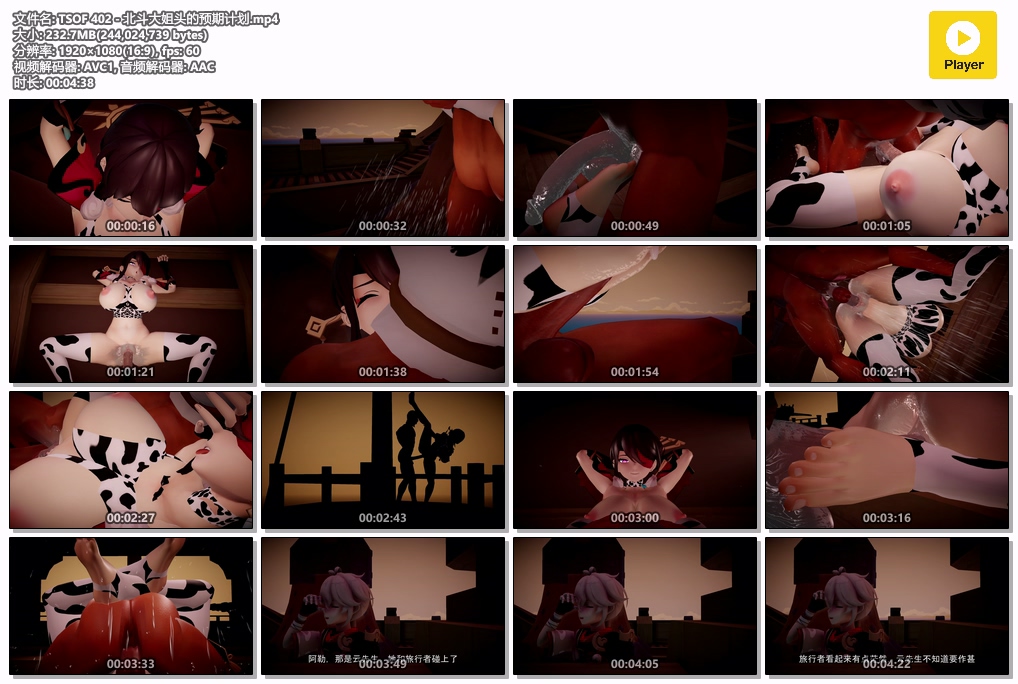 文件名: TSOF 402 - 北斗大姐头的预期计划.mp4
大小: 232.7MB(244,024,739 bytes)
分辨率: 1920×1080(16:9), fps: 60
视频解码器: AVC1, 音频解码器: AAC
时长: 00:04:38
Player
00:00:16
00:00:32
00:00:49
00:01:05
00:01:21
00:01:38
00:01:54
00:02:11
00:02:27
00:02:43
00:03:00
00:03:16
00:03:33
阿勒，那是云先生，
和旅行者碰上了
00:03:49
00:04:05
旅行者看起来有点
云先生不知道要作甚
00:04:22